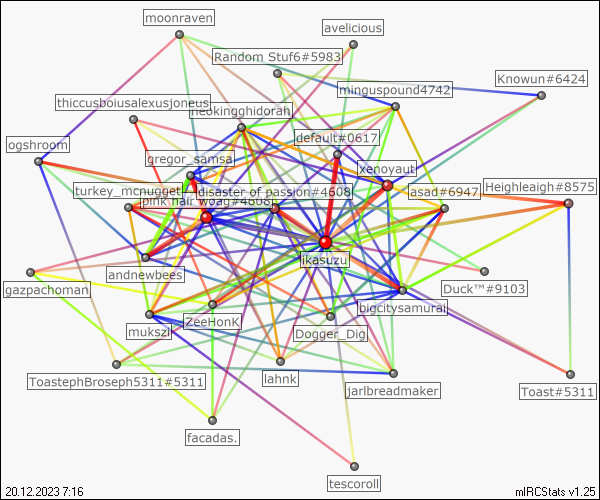 moonraven
avelicious
Random Stuf6#5983
Knowun#6424
minguspound4742
thiccusboiusalexusjoneus
neokingghidorah
default#0617
ogshroom
gregor_samsa
xenoyaut
turkey_mcnugget
disaster of passion#4608
asad#6947
Heighleaigh#8575
pink hair woag#4608
ikasuzu
andnewbees
gazpachoman
Duck™#9103
bigcitysamurai
mukszi
ZeeHonK
Dogger_Dig
ToastephBroseph5311#5311
lahnk
jarlbreadmaker
Toast#5311
facadas.
tescoroll
20.12.2023 7:16
mIRCStats v1.25